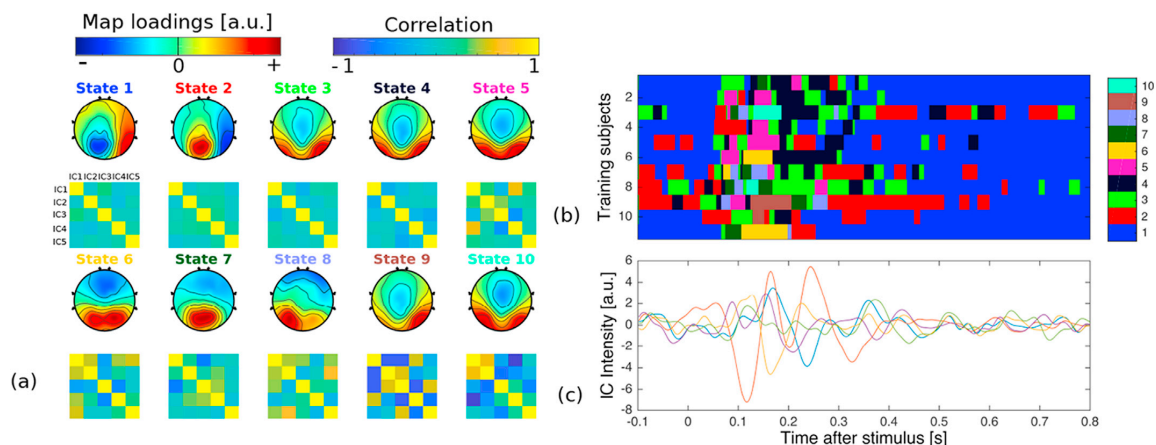 Map loadings [a.u.]
- 0 +
Correlation
-1 1
State 1 State 2 State 3 State 4 State 5
IC1 IC2 IC3 IC4 IC5
IC1
IC2
IC3
IC4
IC5
State 6 State 7 State 8 State 9 State 10
(a)
(b)
Training subjects
2
4
6
8
10
10
9
8
7
6
5
4
3
2
1
(c)
IC Intensity [a.u.]
6
4
2
0
-2
-4
-6
-8
-0.1 0 0.1 0.2 0.3 0.4 0.5 0.6 0.7 0.8
Time after stimulus [s]